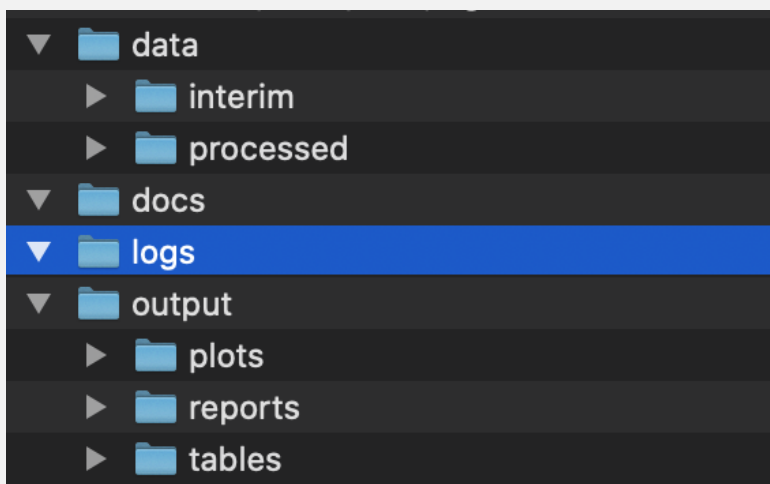 data
interim
processed
docs
logs
output
plots
reports
tables